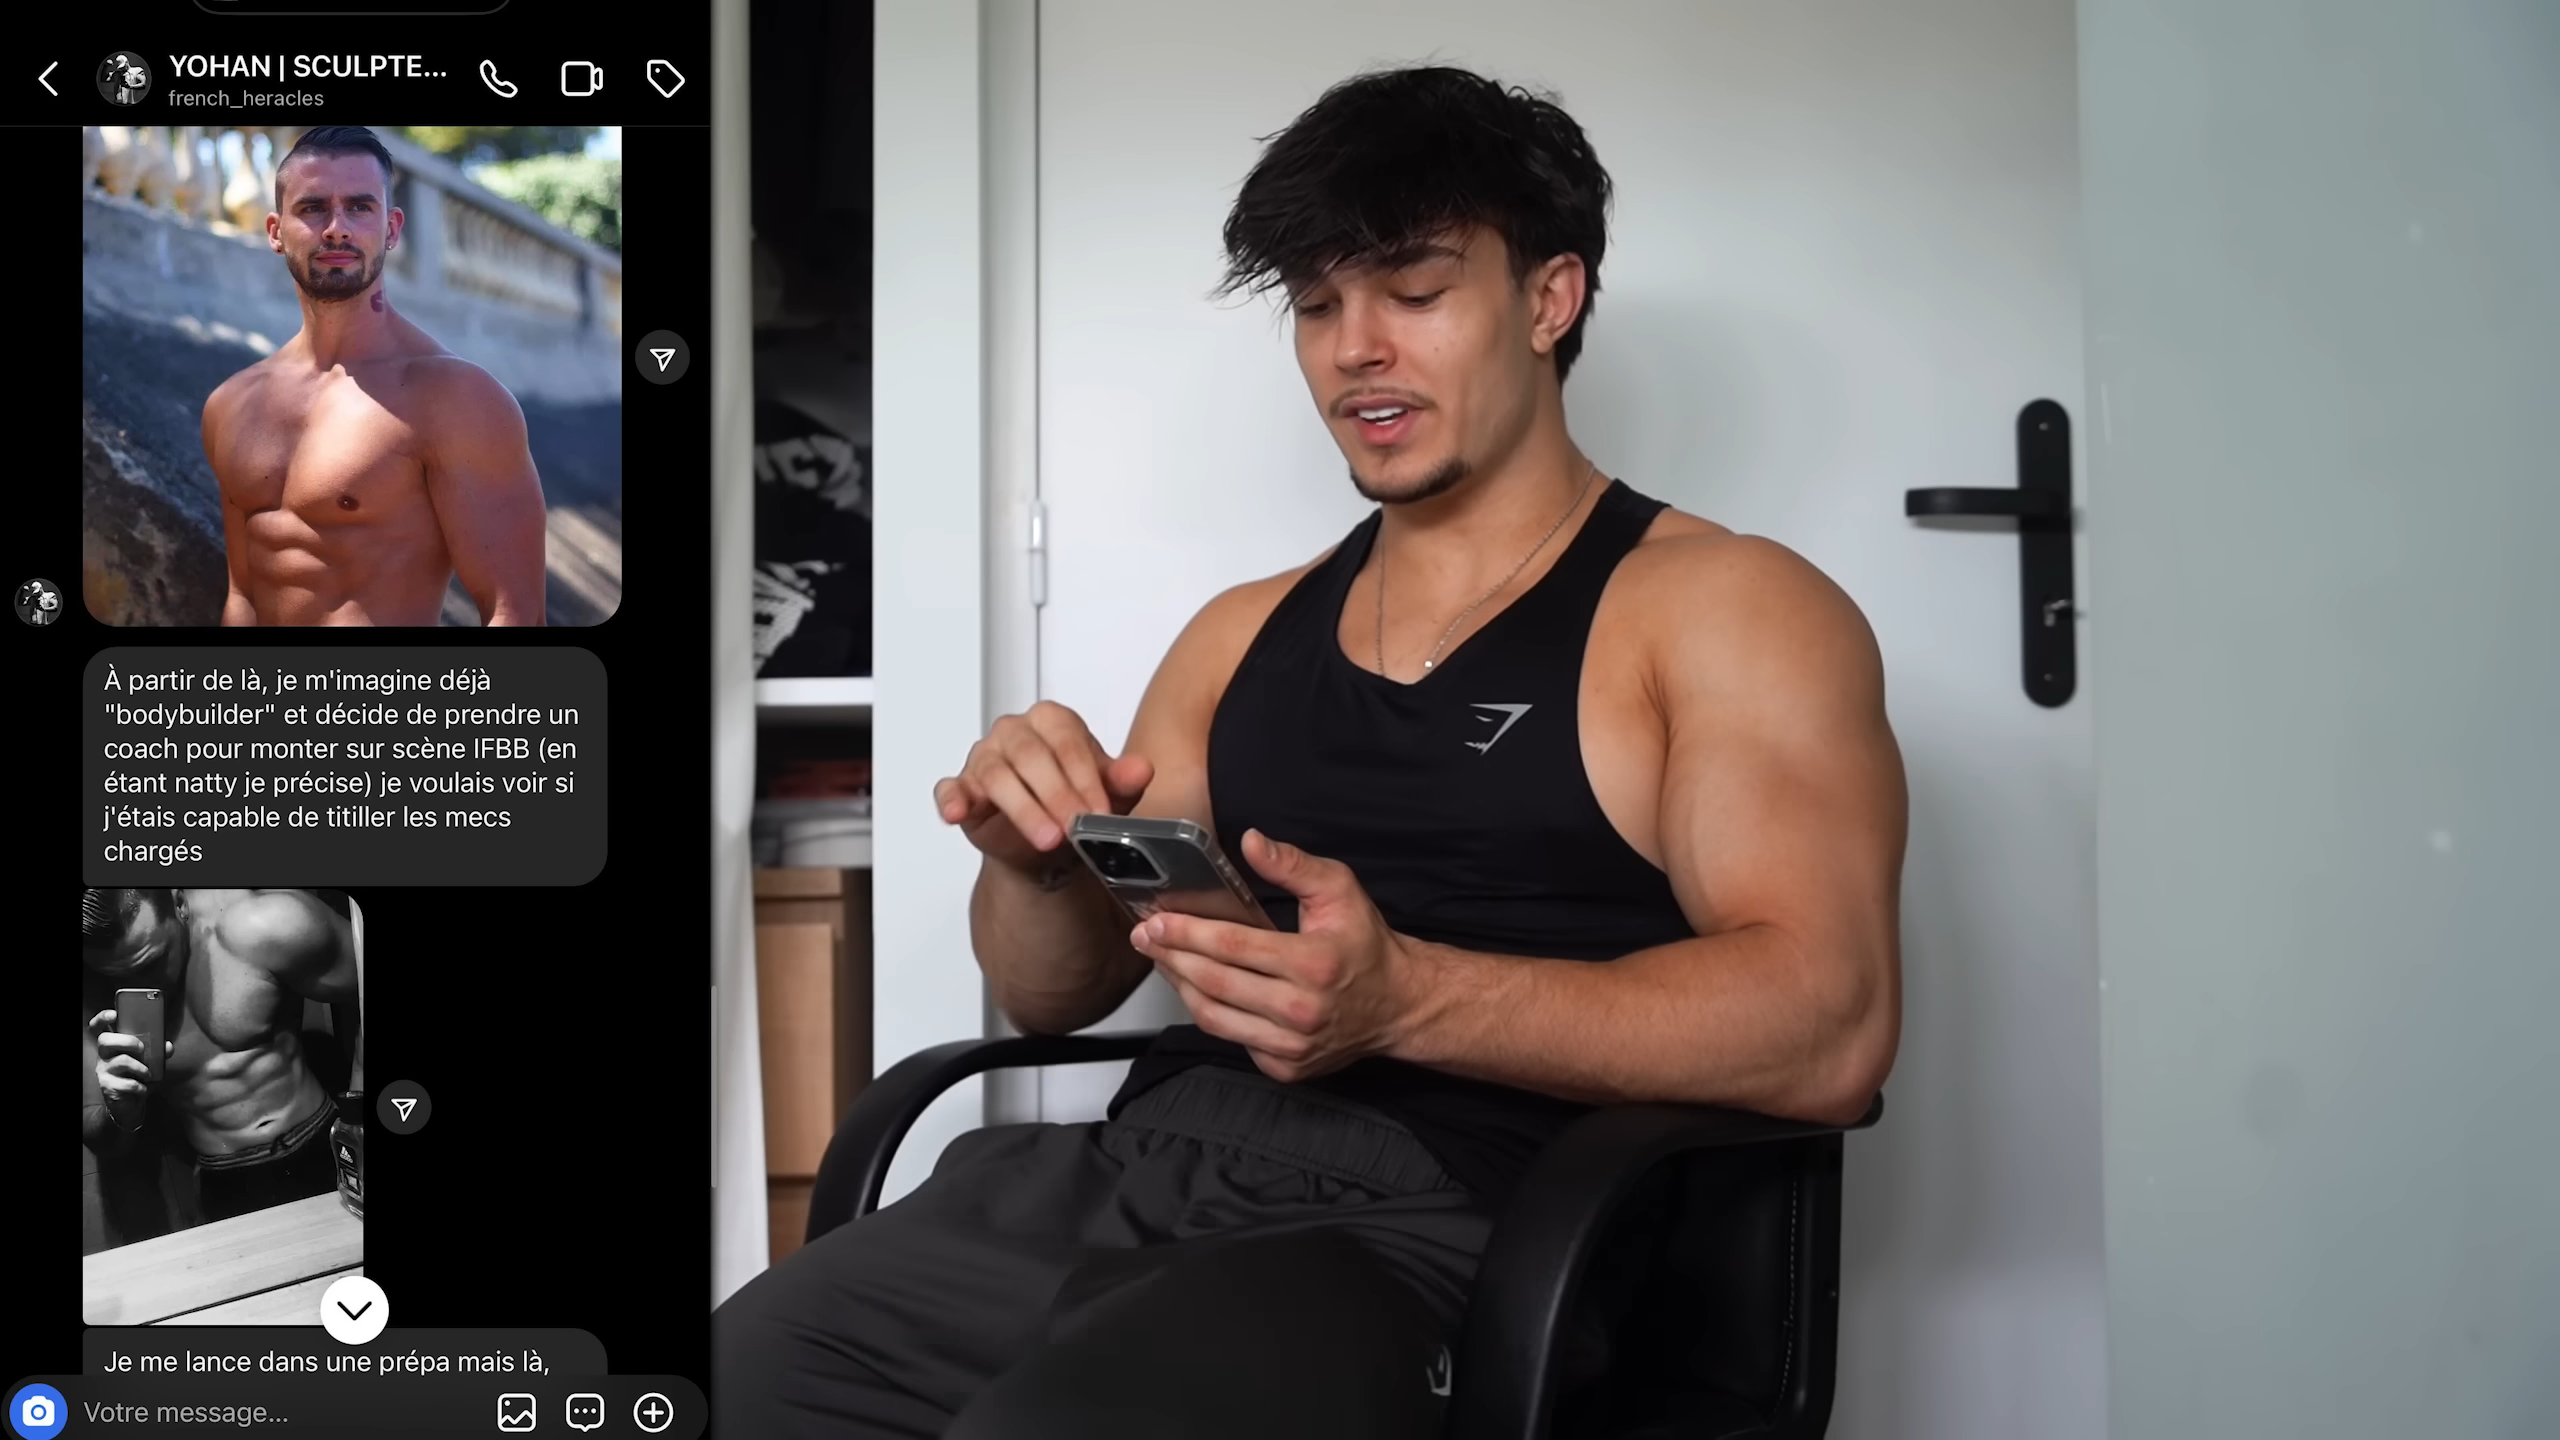 YOHAN | SCULPTE...
french_heracles
À partir de là, je m'imagine déjà
"bodybuilder" et décide de prendre un
coach pour monter sur scène IFBB (en
étant natty je précise) je voulais voir si
j'étais capable de titiller les mecs
chargés
Je me lance dans une prépa mais là,
Votre message...